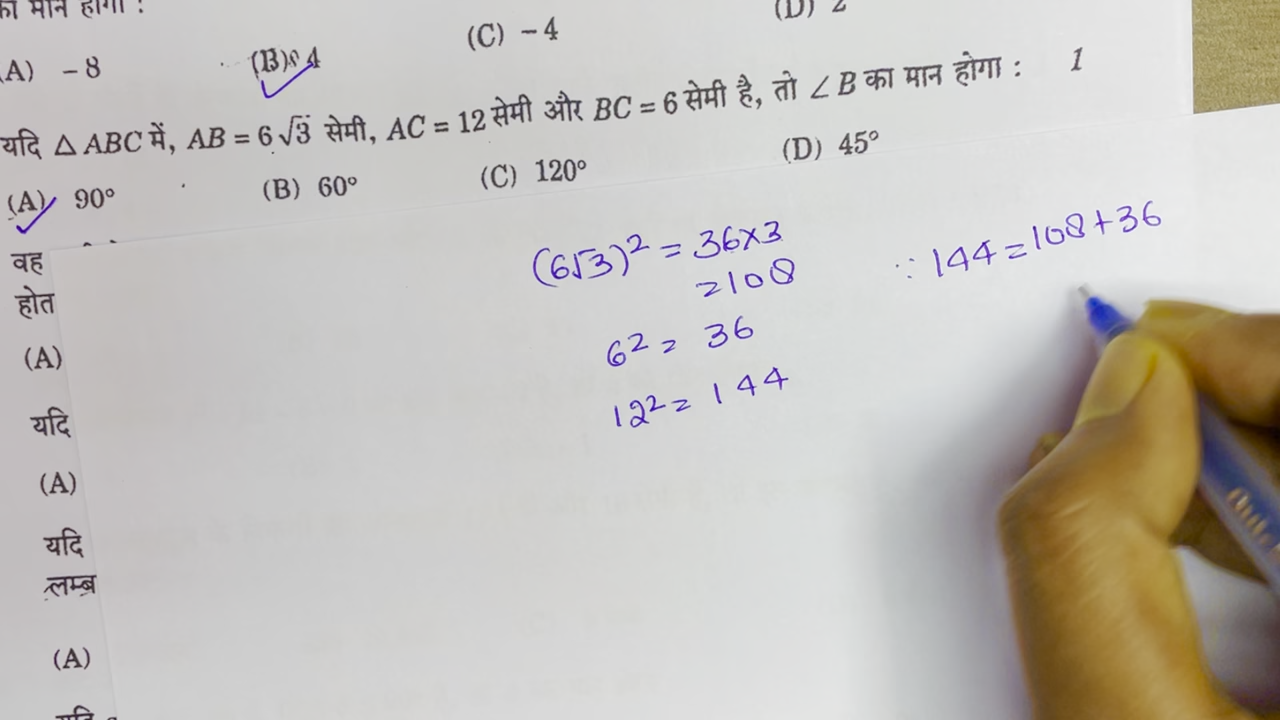 का मान होगा :
(A) – 8 (B) 4 (C) – 4 (D) 2
यदि △ ABC में, AB = 6√3 सेमी, AC = 12 सेमी और BC = 6 सेमी है, तो ∠ B का मान होगा : 1
(A) 90° (B) 60° (C) 120° (D) 45°
वह
होत
(A)
यदि
(A)
यदि
लम्ब
(A)
यदि
(6√3)² = 36×3
=108
6² = 36
12² = 144
∵ 144 = 108+36